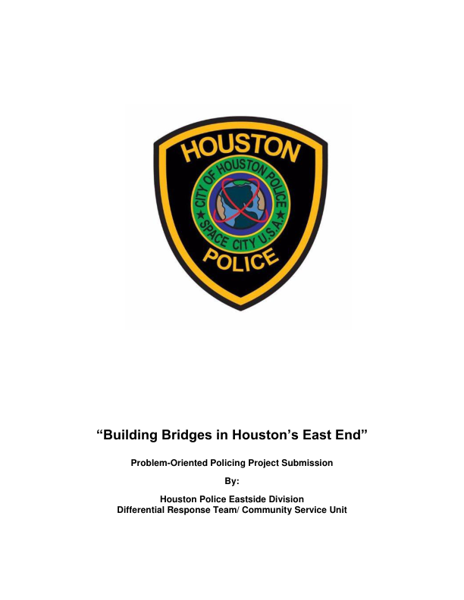 HOUSTON
CITY OF HOUSTON POLICE
SPACE CITY U.S.A.
POLICE
“Building Bridges in Houston’s East End”
Problem-Oriented Policing Project Submission
By:
Houston Police Eastside Division
Differential Response Team/ Community Service Unit